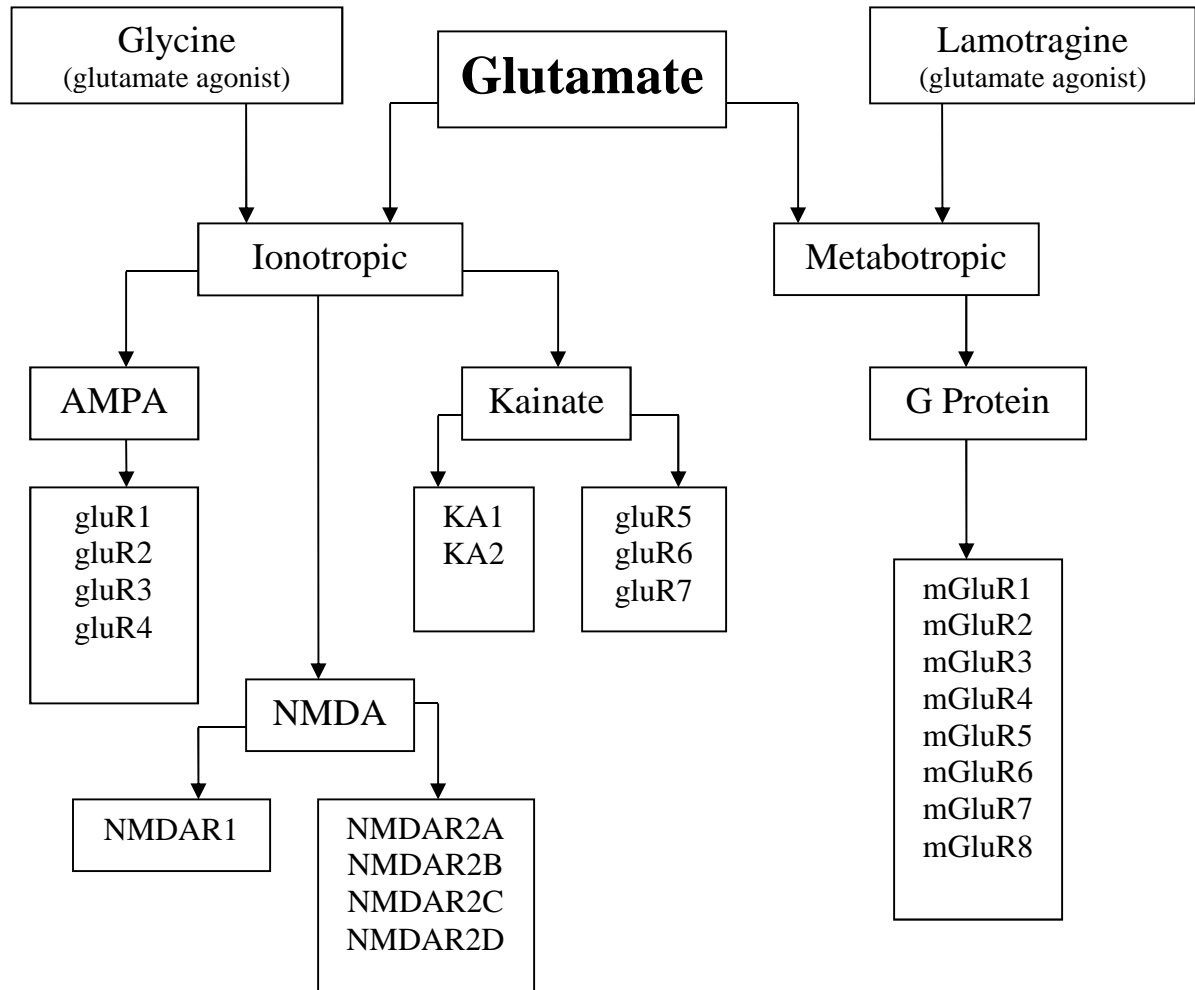 Glycine
(glutamate agonist)
Glutamate
Lamotragine
(glutamate agonist)
Ionotropic
Metabotropic
AMPA
Kainate
G Protein
gluR1
gluR2
gluR3
gluR4
KA1
KA2
gluR5
gluR6
gluR7
mGluR1
mGluR2
mGluR3
mGluR4
mGluR5
mGluR6
mGluR7
mGluR8
NMDA
NMDAR1
NMDAR2A
NMDAR2B
NMDAR2C
NMDAR2D